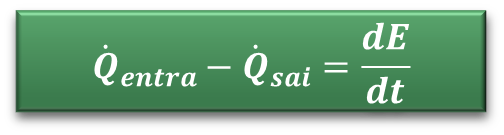 Q̇entra − Q̇sai = dE/dt